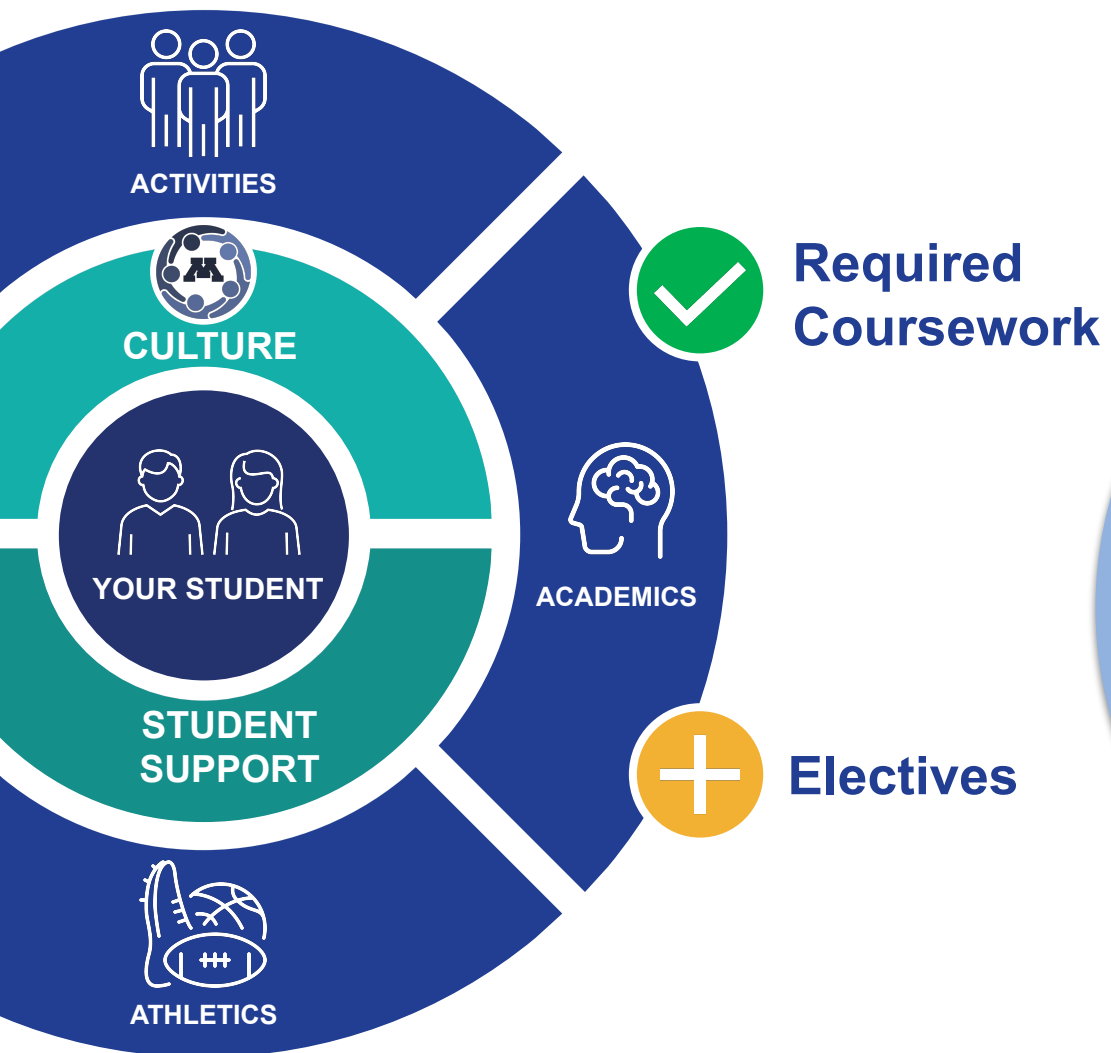 ACTIVITIES
M
CULTURE
YOUR STUDENT
STUDENT
SUPPORT
ATHLETICS
ACADEMICS
Required
Coursework
Electives